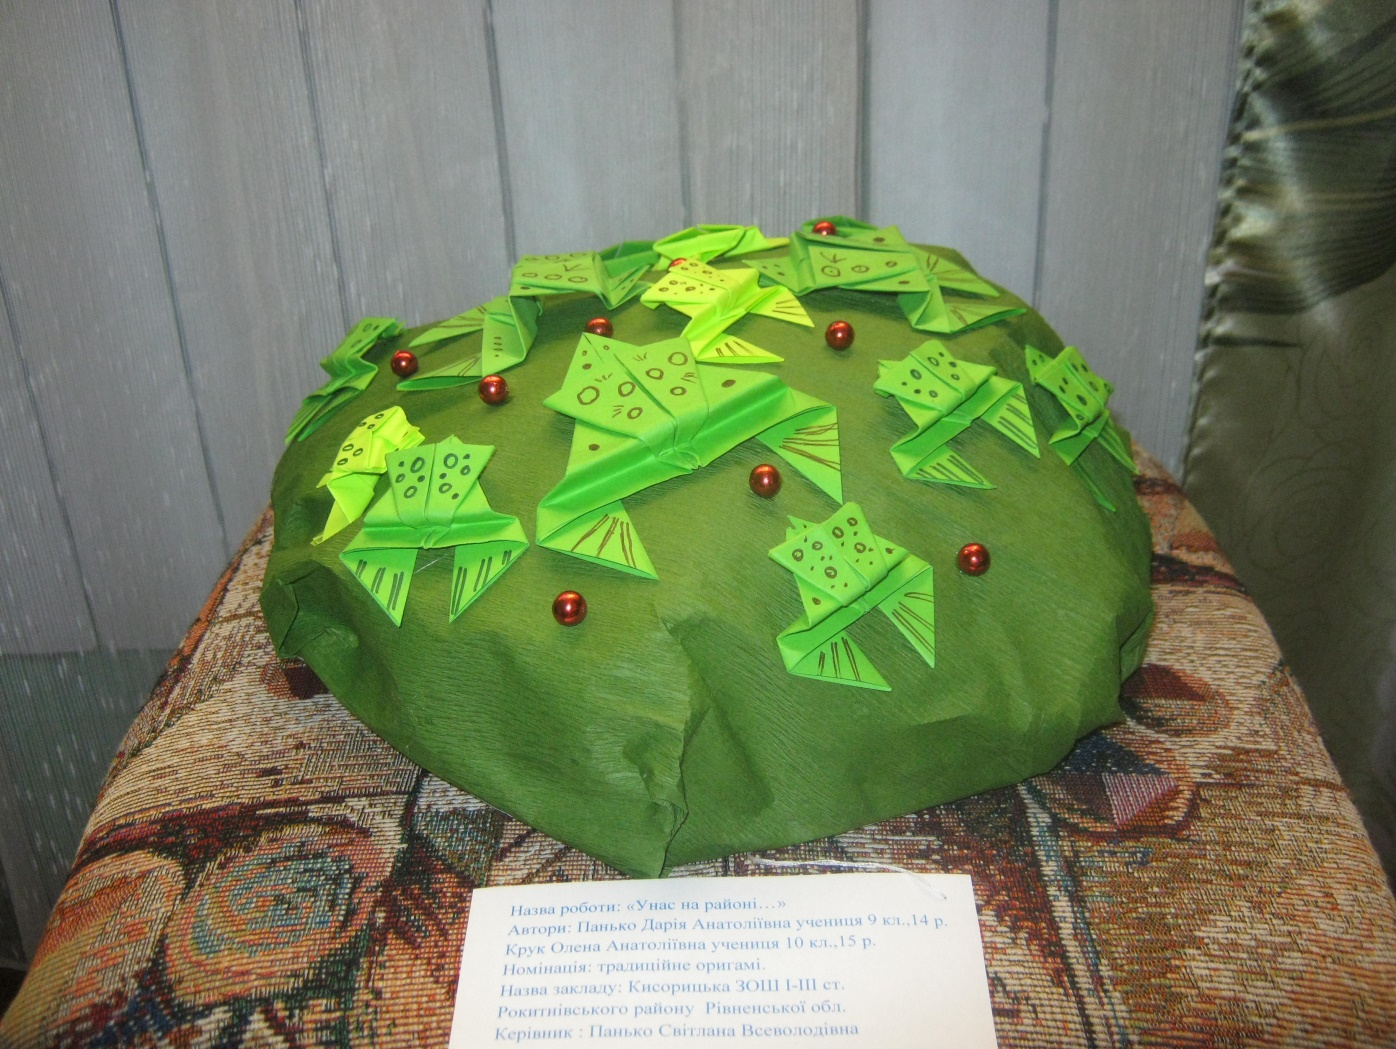 Назва роботи: «Унас на районі…»
Автори: Панько Дарія Анатоліївна учениця 9 кл.,14 р.
Крук Олена Анатоліївна учениця 10 кл.,15 р.
Номінація: традиційне оригамі.
Назва закладу: Кисорицька ЗОШ І-ІІІ ст.
Рокитнівського району Рівненської обл.
Керівник : Панько Світлана Всеволодівна